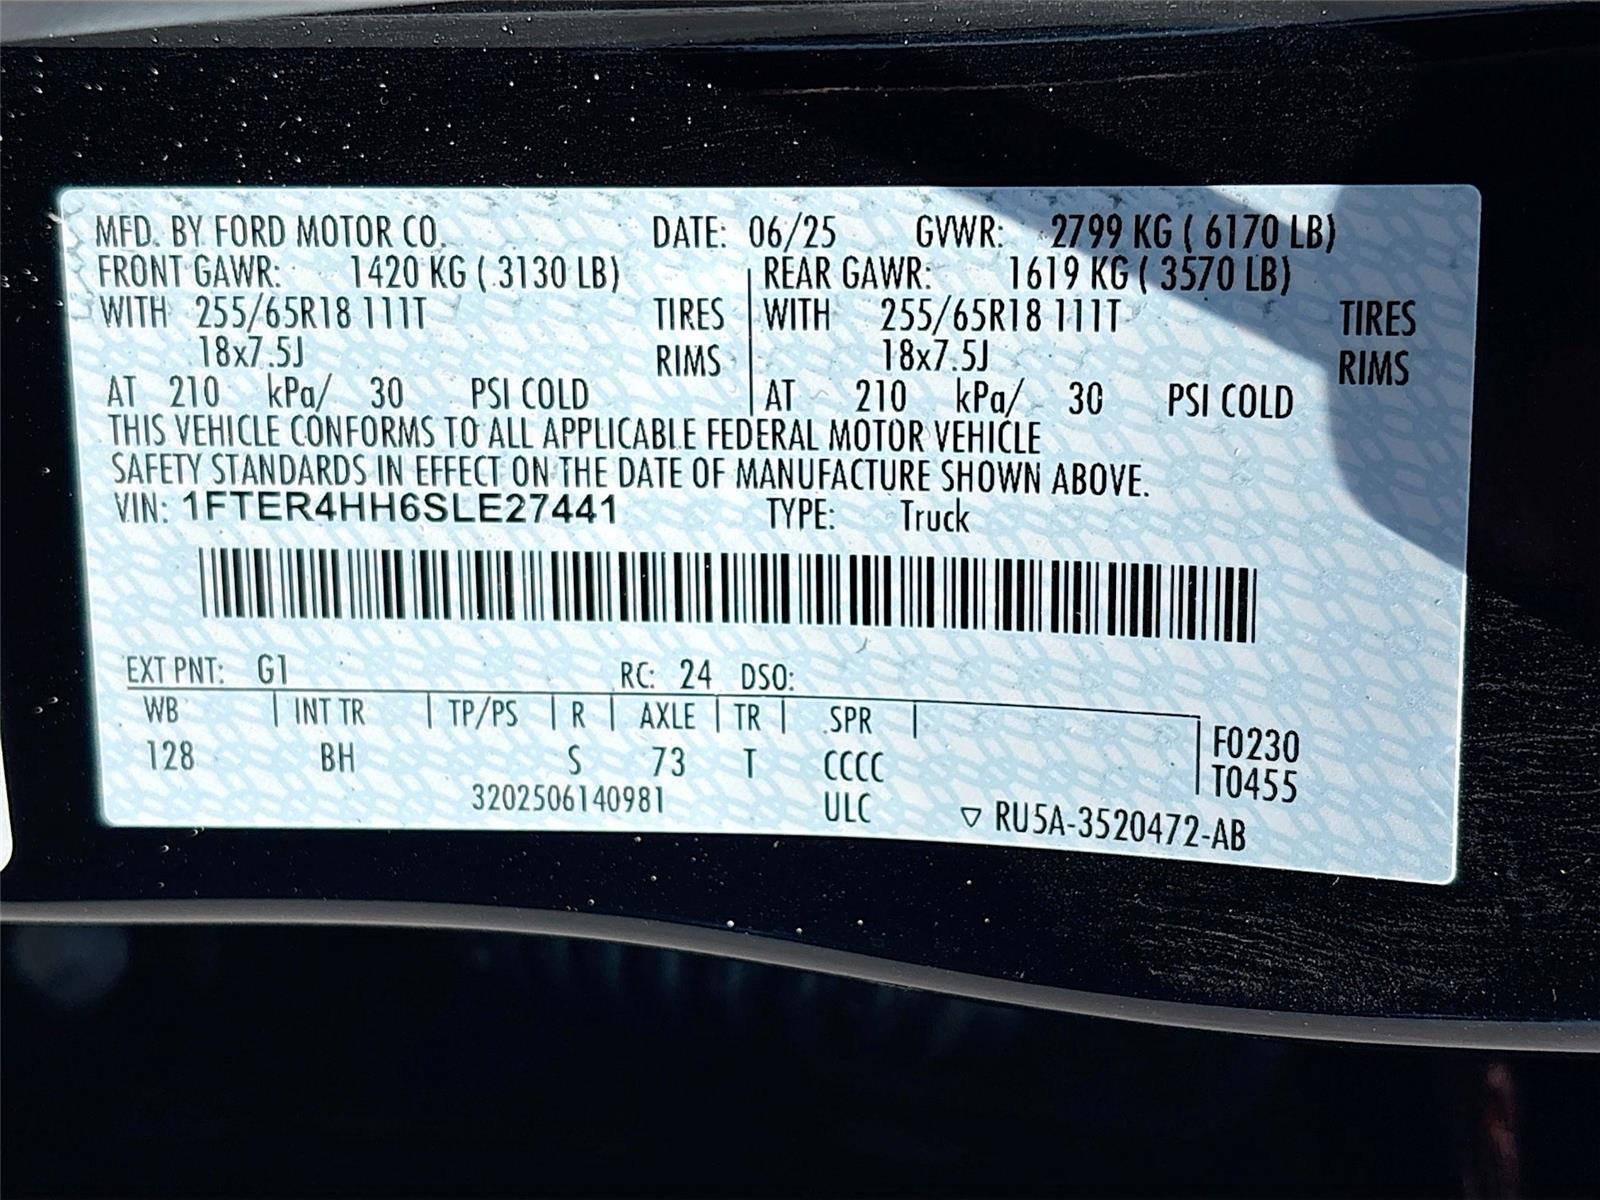 MFD. BY FORD MOTOR CO. DATE: 06/25 GVWR: 2799 KG ( 6170 LB)
FRONT GAWR: 1420 KG ( 3130 LB) REAR GAWR: 1619 KG ( 3570 LB)
WITH 255/65R18 111T TIRES WITH 255/65R18 111T TIRES
18x7.5J RIMS 18x7.5J RIMS
AT 210 kPa/ 30 PSI COLD AT 210 kPa/ 30 PSI COLD
THIS VEHICLE CONFORMS TO ALL APPLICABLE FEDERAL MOTOR VEHICLE
SAFETY STANDARDS IN EFFECT ON THE DATE OF MANUFACTURE SHOWN ABOVE.
VIN: 1FTER4HH6SLE27441 TYPE: Truck
EXT PNT: G1 RC: 24 DSO:
WB INT TR TP/PS R AXLE TR SPR F0230
128 BH S 73 T CCCC T0455
3202506140981 ULC ▽ RU5A-3520472-AB